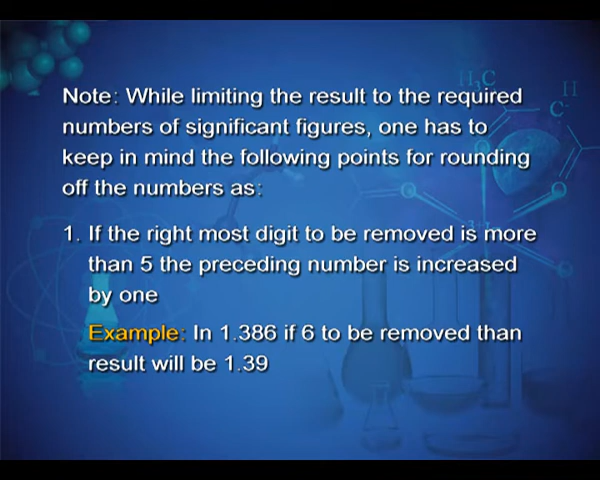 Note: While limiting the result to the required
numbers of significant figures, one has to
keep in mind the following points for rounding
off the numbers as:
1. If the right most digit to be removed is more
than 5 the preceding number is increased
by one
Example: In 1.386 if 6 to be removed than
result will be 1.39
H₃C
H
C